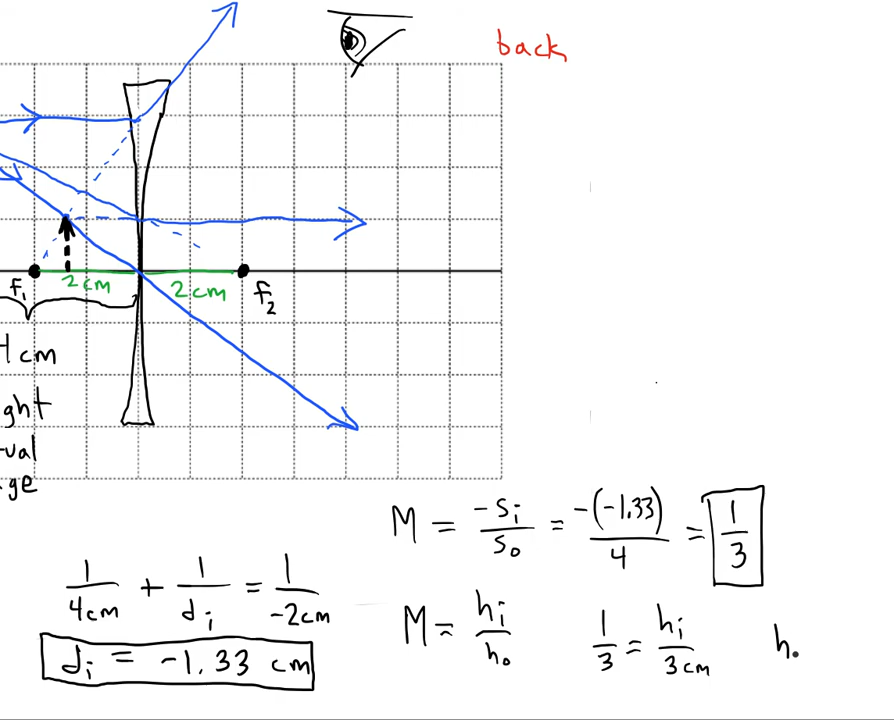 back
f₁ 2cm 2cm f₂
4cm
ght
ual
ge
M = -Sᵢ/Sₒ = -(-1.33)/4 = 1/3
1/4cm + 1/dᵢ = 1/-2cm
M = hᵢ/hₒ 1/3 = hᵢ/3cm h.
dᵢ = -1.33 cm